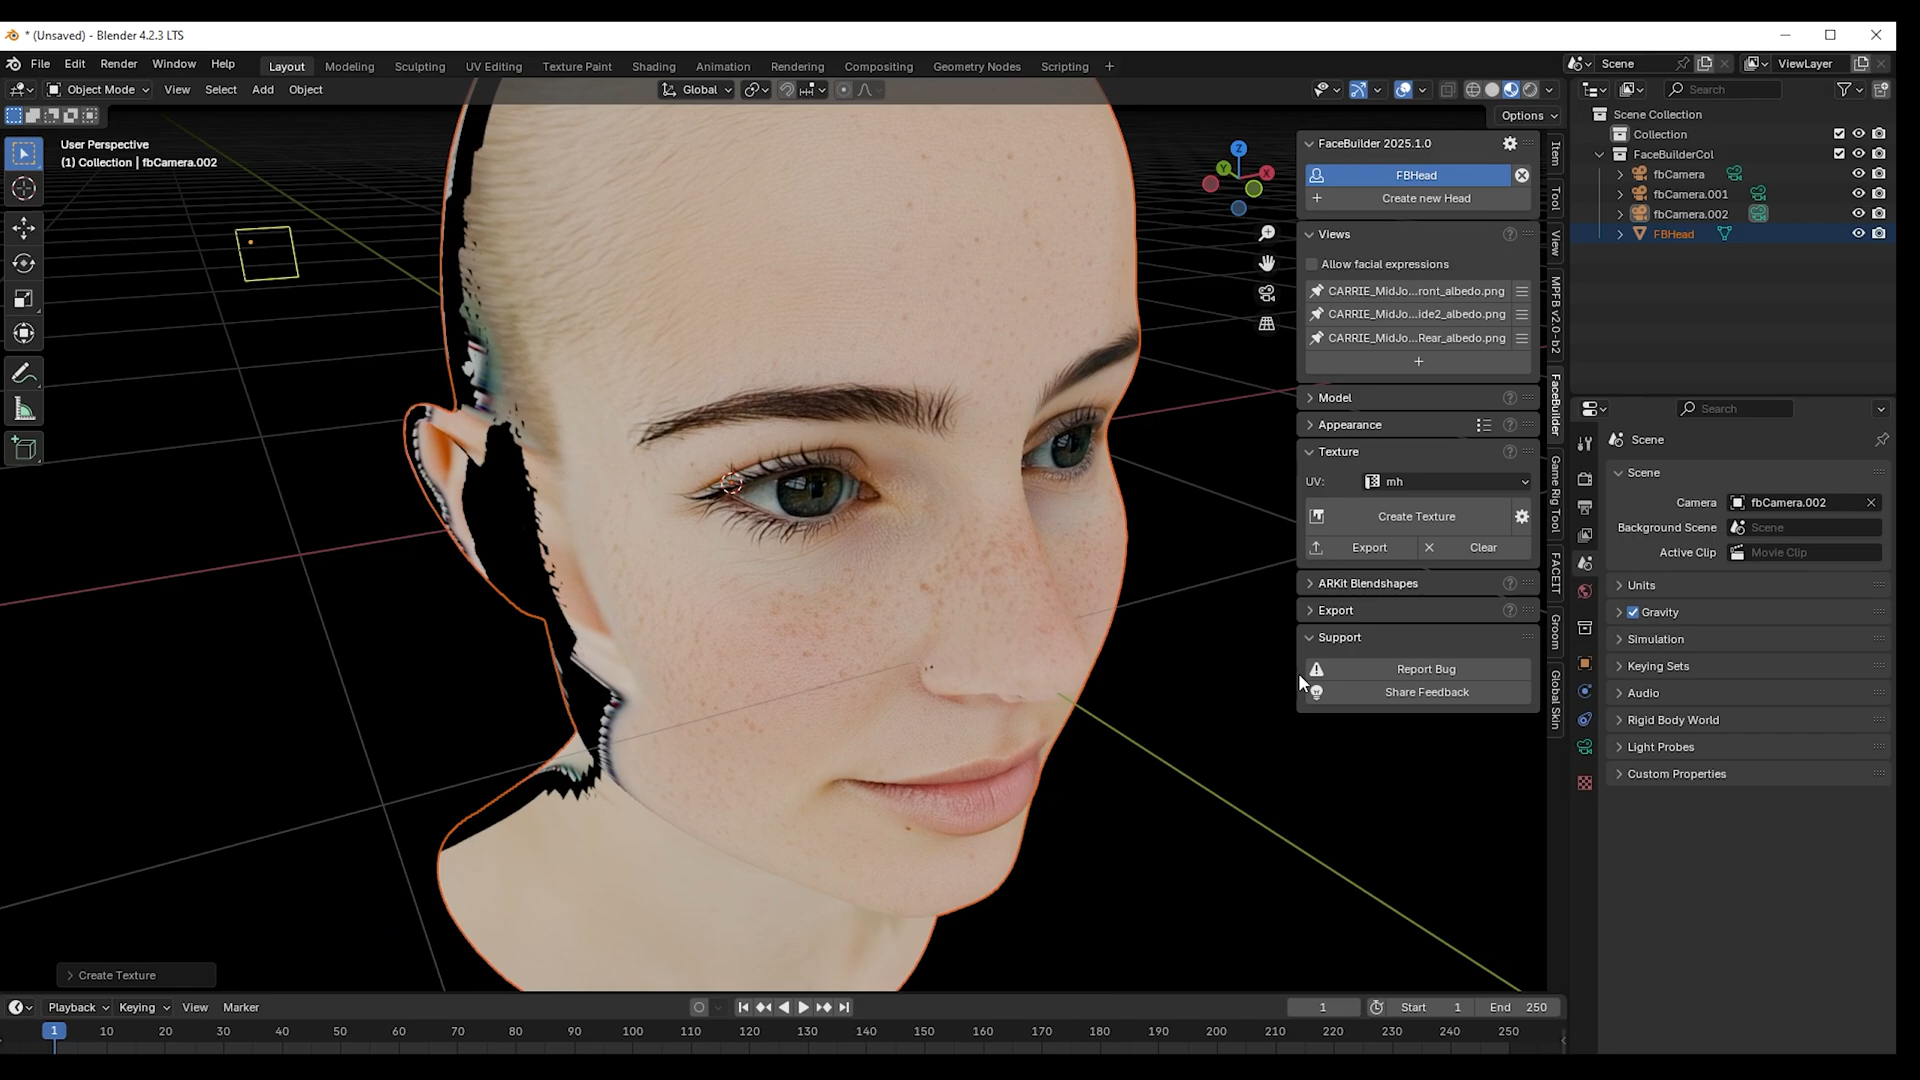 * (Unsaved) - Blender 4.2.3 LTS
File Edit Render Window Help Layout Modeling Sculpting UV Editing Texture Paint Shading Animation Rendering Compositing Geometry Nodes Scripting + Scene ViewLayer
Object Mode View Select Add Object Global Search
Options
User Perspective
(1) Collection | fbCamera.002
Z
Y
X
FaceBuilder 2025.1.0
FBHead
Create new Head
Views
Allow facial expressions
CARRIE_MidJo...ront_albedo.png
CARRIE_MidJo...ide2_albedo.png
CARRIE_MidJo...Rear_albedo.png
+
Model
Appearance
Texture
UV: mh
Create Texture
Export Clear
ARKit Blendshapes
Export
Support
Report Bug
Share Feedback
Item
Tool
View
MPFB v2.0-b2
FaceBuilder
Game Rig Tool
FACEIT
Groom
Global Skin
Scene Collection
Collection
FaceBuilderCol
fbCamera
fbCamera.001
fbCamera.002
FBHead
Search
Scene
Scene
Camera fbCamera.002
Background Scene Scene
Active Clip Movie Clip
Units
Gravity
Simulation
Keying Sets
Audio
Rigid Body World
Light Probes
Custom Properties
Create Texture
Playback Keying View Marker 1 Start 1 End 250
1 10 20 30 40 50 60 70 80 90 100 110 120 130 140 150 160 170 180 190 200 210 220 230 240 250